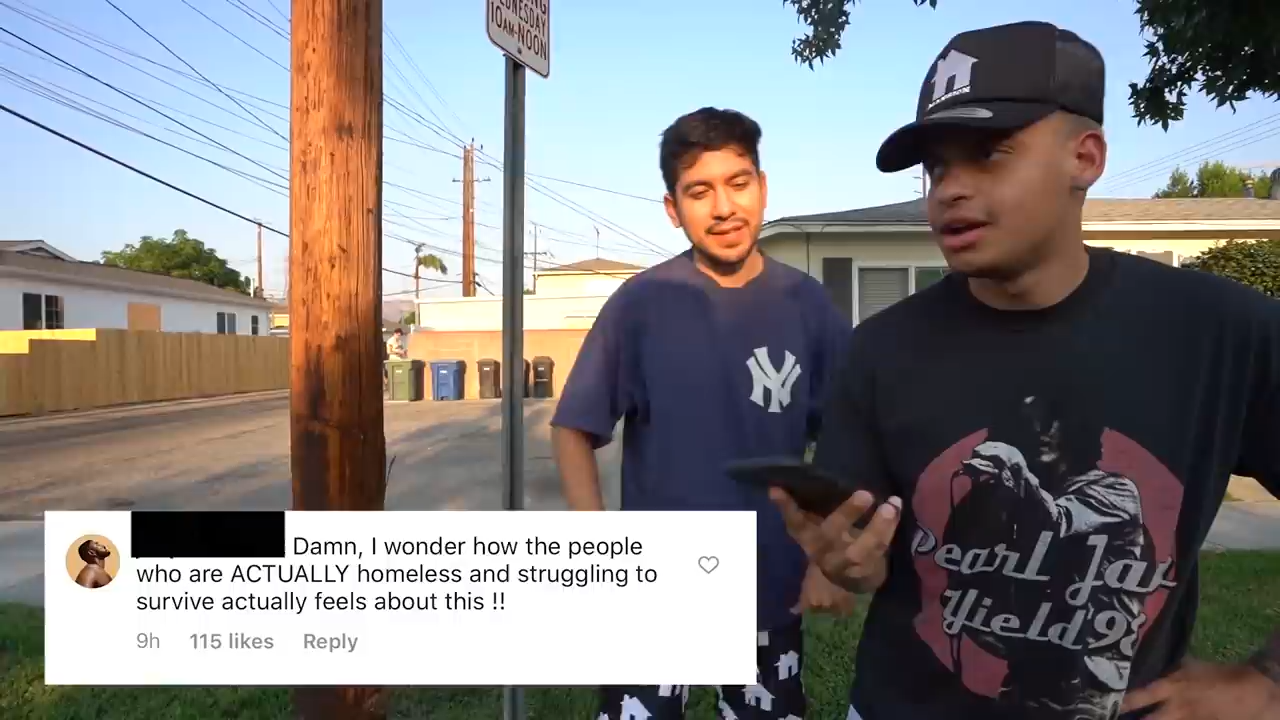 WEDNESDAY
10AM-NOON
NY
Pearl Jam
Yield'98
Damn, I wonder how the people
who are ACTUALLY homeless and struggling to
survive actually feels about this !!
9h 115 likes Reply